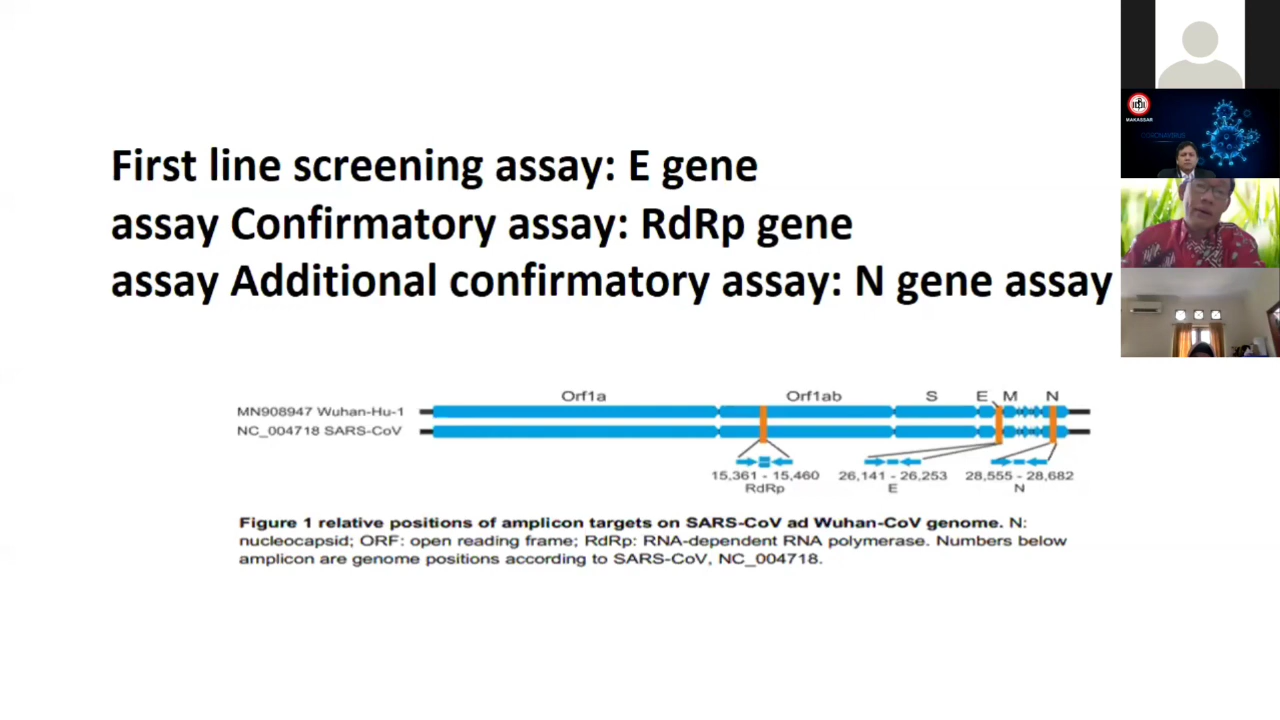 First line screening assay: E gene
assay Confirmatory assay: RdRp gene
assay Additional confirmatory assay: N gene assay
Orf1a Orf1ab S E M N
MN908947 Wuhan-Hu-1
NC_004718 SARS-CoV
15,361 - 15,460 26,141 - 26,253 28,555 - 28,682
RdRp E N
Figure 1 relative positions of amplicon targets on SARS-CoV ad Wuhan-CoV genome. N:
nucleocapsid; ORF: open reading frame; RdRp: RNA-dependent RNA polymerase. Numbers below
amplicon are genome positions according to SARS-CoV, NC_004718.
MAKASSAR